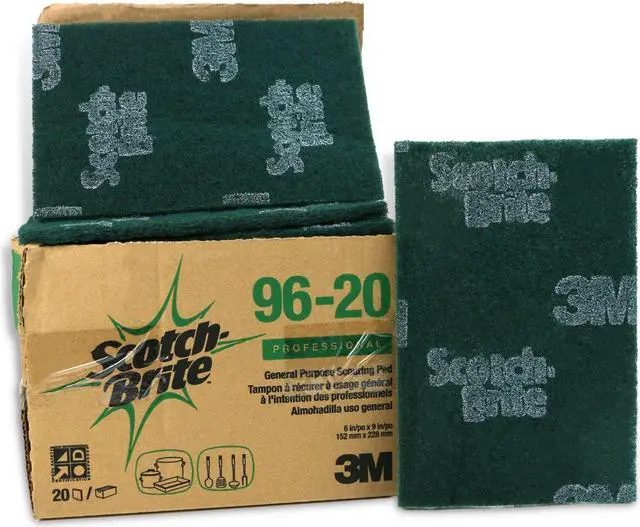 3M
3M
Scotch-
Brite
Scotch-
Brite
Scotch-
Brite
3M
Scotch-
Brite
96-20
PROFESSIONAL
Scotch-
Brite
General Purpose Scouring Pad
Tampon à récurer à usage général
à l'intention des professionnels
Almohadilla uso general
6 in/po x 9 in/po
152 mm x 228 mm
3M
CERTIFICATION
20 /